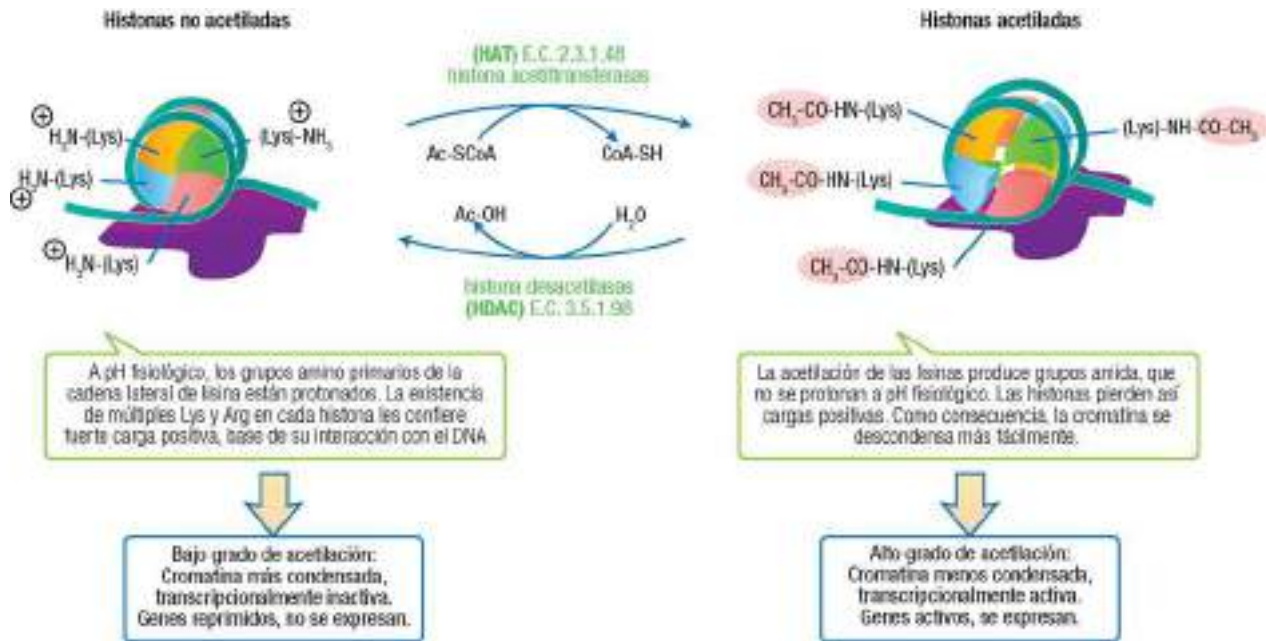 Histonas no acetiladas
Histonas acetiladas
(HAT) E.C. 2.3.1.48
histona acetiltransferasas
Ac-SCoA
CoA-SH
Ac-OH
H₂O
histona desacetilasas
(HDAC) E.C. 3.5.1.98
⊕
H₃N-(Lys)
⊕
(Lys)-NH₃
H₃N-(Lys)
⊕
⊕
H₃N-(Lys)
CH₃-CO-HN-(Lys)
(Lys)-NH-CO-CH₃
CH₃-CO-HN-(Lys)
CH₃-CO-HN-(Lys)
A pH fisiológico, los grupos amino primarios de la
cadena lateral de lisina están protonados. La existencia
de múltiples Lys y Arg en cada histona les confiere
fuerte carga positiva, base de su interacción con el DNA
La acetilación de las lisinas produce grupos amida, que
no se protonan a pH fisiológico. Las histonas pierden así
cargas positivas. Como consecuencia, la cromatina se
descondensa más fácilmente.
Bajo grado de acetilación:
Cromatina más condensada,
transcripcionalmente inactiva.
Genes reprimidos, no se expresan.
Alto grado de acetilación:
Cromatina menos condensada,
transcripcionalmente activa.
Genes activos, se expresan.